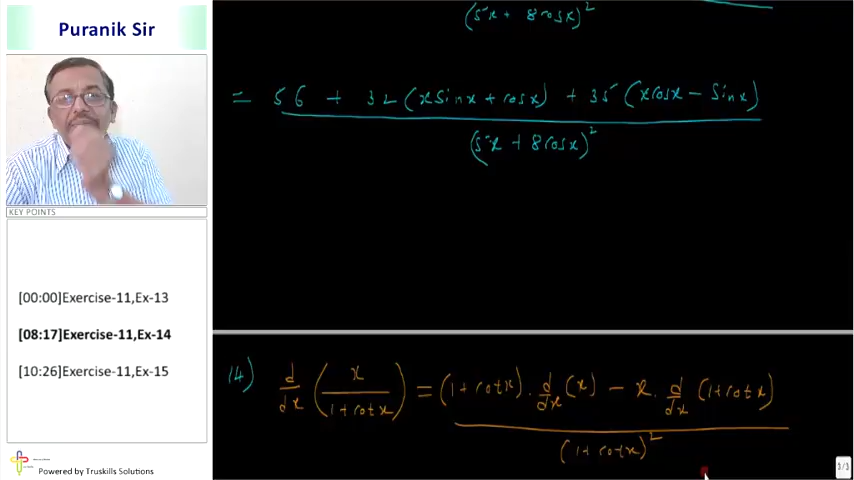 Puranik Sir
KEY POINTS
[00:00]Exercise-11,Ex-13
[08:17]Exercise-11,Ex-14
[10:26]Exercise-11,Ex-15
Powered by Truskills Solutions
(5x + 8cosx)²
= 56 + 32 (x sinx + cosx) + 35 (xcosx − sinx)
(5x + 8cosx)²
14) d/dx (x/1+cotx) = (1+cotx) . d/dx (x) − x. d/dx (1+cotx)
(1+cotx)²
3/3